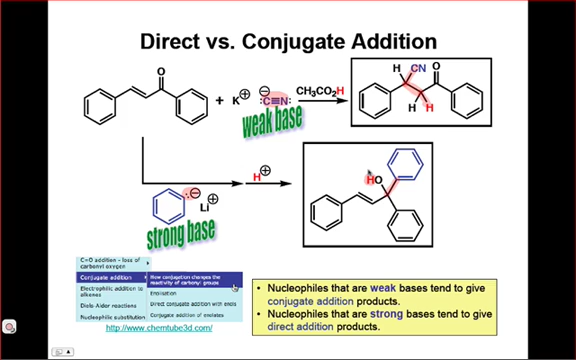 Direct vs. Conjugate Addition
O
+ K⊕ ⊖:C≡N: CH3CO2H
weak base
H CN O
H H
H⊕
⊖ Li⊕
strong base
HO
C=O addition - loss of
carbonyl oxygen
Conjugate addition
Electrophilic addition to
alkenes
Diels-Alder reactions
Nucleophilic substitution
How conjugation changes the
reactivity of carbonyl groups
Direct conjugate addition with enols
Conjugate addition of enolates
http://www.chemtube3d.com/
• Nucleophiles that are weak bases tend to give
conjugate addition products.
• Nucleophiles that are strong bases tend to give
direct addition products.